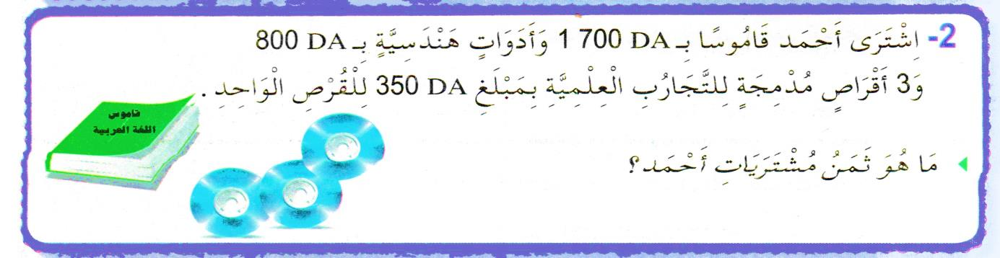 2- اِشْتَرَى أَحْمَد قَامُوسًا بِـ 1 700 DA وَأَدَوَاتٍ هَنْدَسِيَّةٍ بِـ 800 DA
وَ3 أَقْرَاصٍ مُدْمِجَةٍ لِلتَّجَارُبِ الْعِلْمِيَّةِ بِمَبْلَغِ 350 DA لِلْقُرْصِ الْوَاحِدِ .
قاموس
اللغة العربية
مَا هُوَ ثَمَنُ مُشْتَرَيَاتِ أَحْمَد؟